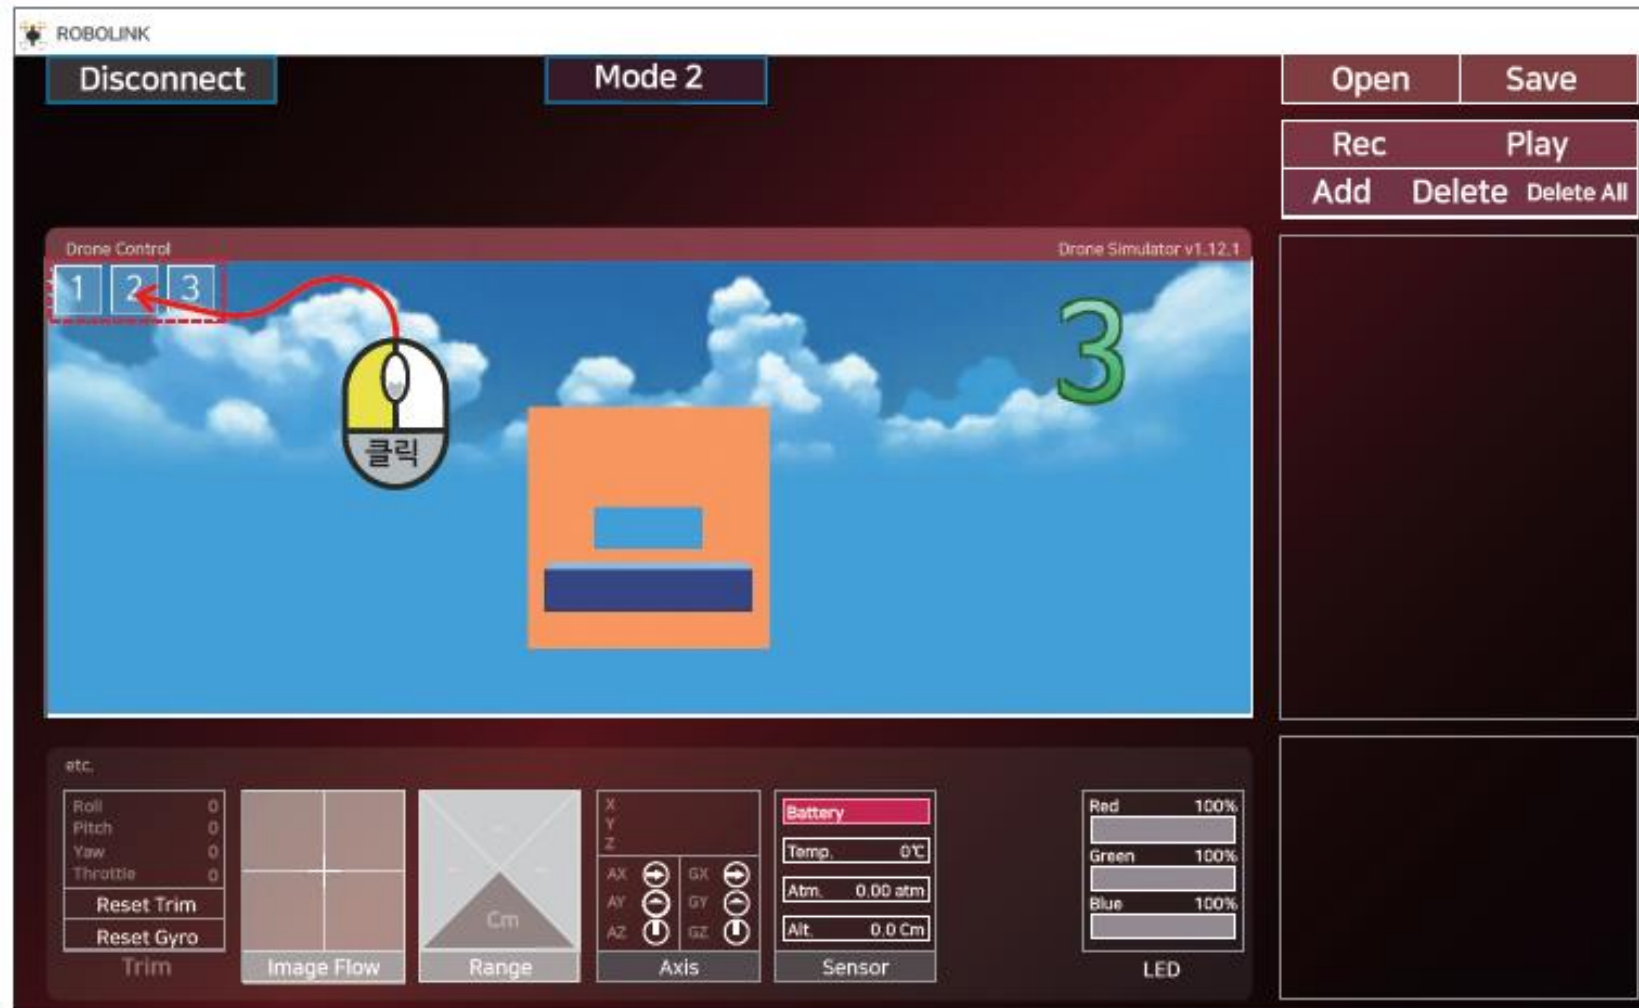 ROBOLINK
Disconnect
Mode 2
Open
Save
Rec
Play
Add
Delete
Delete All
Drone Control
Drone Simulator v1.12.1
1
2
3
3
클릭
etc.
Roll 0
Pitch 0
Yaw 0
Throttle 0
Reset Trim
Reset Gyro
Trim
Image Flow
Cm
Range
X
Y
Z
AX
GX
AY
GY
AZ
GZ
Axis
Battery
Temp. 0℃
Atm. 0.00 atm
Alt. 0.0 Cm
Sensor
Red 100%
Green 100%
Blue 100%
LED